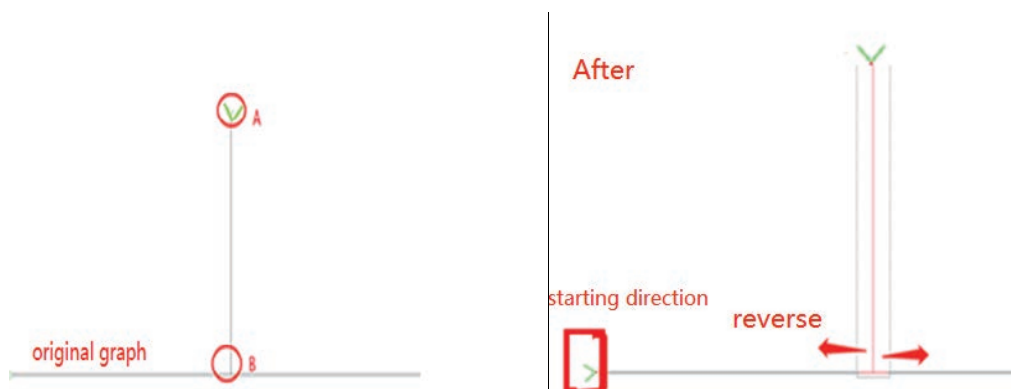 A
B
original graph
After
starting direction
reverse